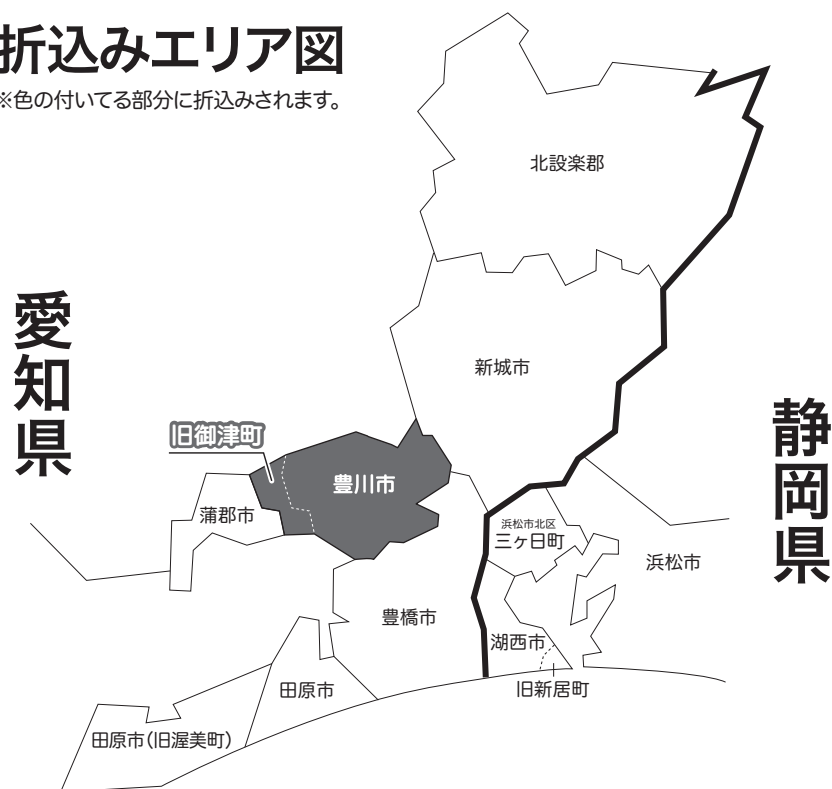 折込みエリア図
※色の付いてる部分に折込みされます。
北設楽郡
愛知県
新城市
静岡県
旧御津町
豊川市
蒲郡市
浜松市北区
三ヶ日町
浜松市
豊橋市
湖西市
田原市
旧新居町
田原市(旧渥美町)